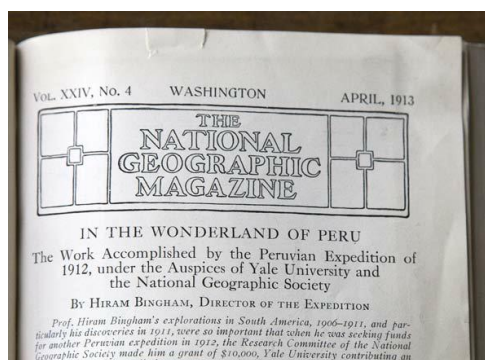 VOL. XXIV, No. 4 WASHINGTON APRIL, 1913
THE
NATIONAL
GEOGRAPHIC
MAGAZINE
IN THE WONDERLAND OF PERU
The Work Accomplished by the Peruvian Expedition of
1912, under the Auspices of Yale University and
the National Geographic Society
BY HIRAM BINGHAM, DIRECTOR OF THE EXPEDITION
Prof. Hiram Bingham's explorations in South America, 1906-1911, and par-
ticularly his discoveries in 1911, were so important that when he was seeking funds
for another Peruvian expedition in 1912, the Research Committee of the National
Geographic Society made him a grant of $10,000, Yale University contributing an